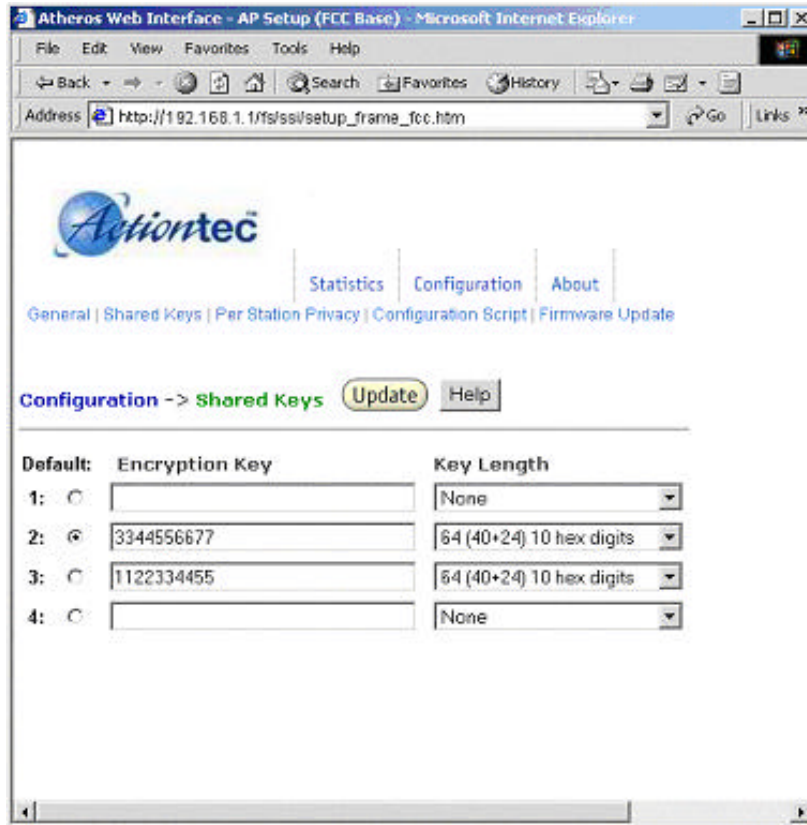 Atheros Web Interface - AP Setup (FCC Base) - Microsoft Internet Explorer
File Edit View Favorites Tools Help
Back Search Favorites History
Address http://192.168.1.1/fs/ssi/setup_frame_fcc.htm Go Links »
Actiontec™
Statistics Configuration About
General | Shared Keys | Per Station Privacy | Configuration Script | Firmware Update
Configuration -> Shared Keys Update Help
Default: Encryption Key Key Length
1: None
2: 3344556677 64 (40+24) 10 hex digits
3: 1122334455 64 (40+24) 10 hex digits
4: None